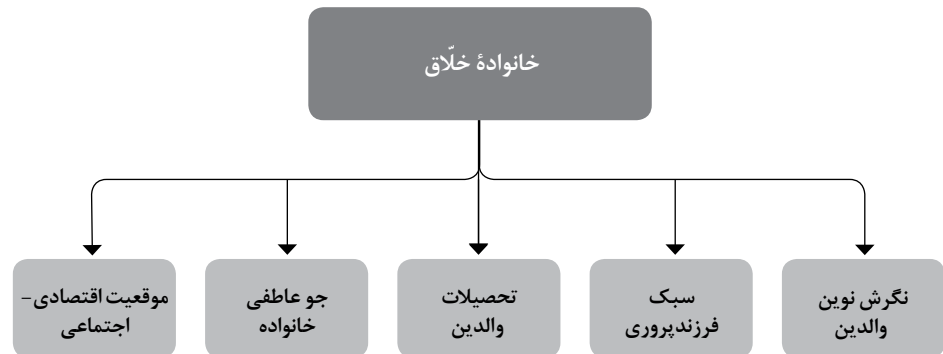 خانوادهٔ خلّاق
نگرش نوین
والدین
سبک
فرزندپروری
تحصیلات
والدین
جو عاطفی
خانواده
موقعیت اقتصادی–
اجتماعی